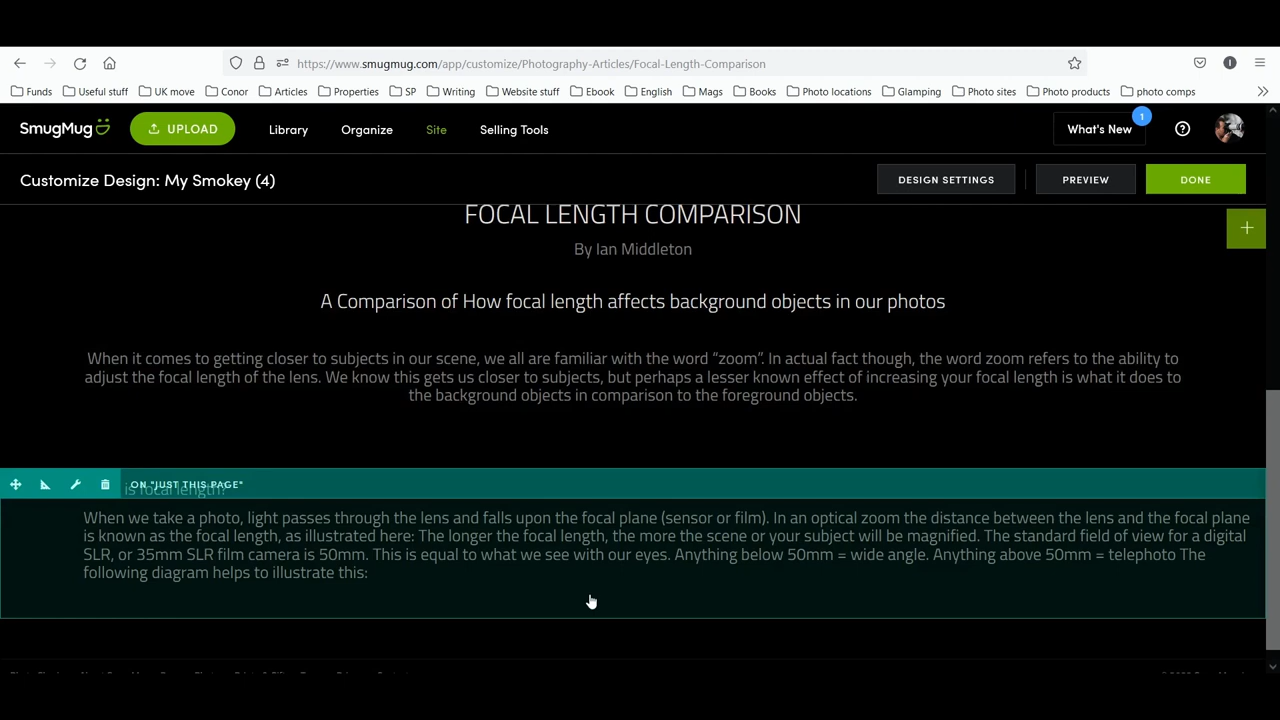 https://www.smugmug.com/app/customize/Photography-Articles/Focal-Length-Comparison
Funds Useful stuff UK move Conor Articles Properties SP Writing Website stuff Ebook English Mags Books Photo locations Glamping Photo sites Photo products photo comps
SmugMug UPLOAD Library Organize Site Selling Tools What's New 1
Customize Design: My Smokey (4) DESIGN SETTINGS PREVIEW DONE
FOCAL LENGTH COMPARISON
By Ian Middleton
A Comparison of How focal length affects background objects in our photos
When it comes to getting closer to subjects in our scene, we all are familiar with the word “zoom”. In actual fact though, the word zoom refers to the ability to
adjust the focal length of the lens. We know this gets us closer to subjects, but perhaps a lesser known effect of increasing your focal length is what it does to
the background objects in comparison to the foreground objects.
ON "JUST THIS PAGE"
is focal length?
When we take a photo, light passes through the lens and falls upon the focal plane (sensor or film). In an optical zoom the distance between the lens and the focal plane
is known as the focal length, as illustrated here: The longer the focal length, the more the scene or your subject will be magnified. The standard field of view for a digital
SLR, or 35mm SLR film camera is 50mm. This is equal to what we see with our eyes. Anything below 50mm = wide angle. Anything above 50mm = telephoto The
following diagram helps to illustrate this: